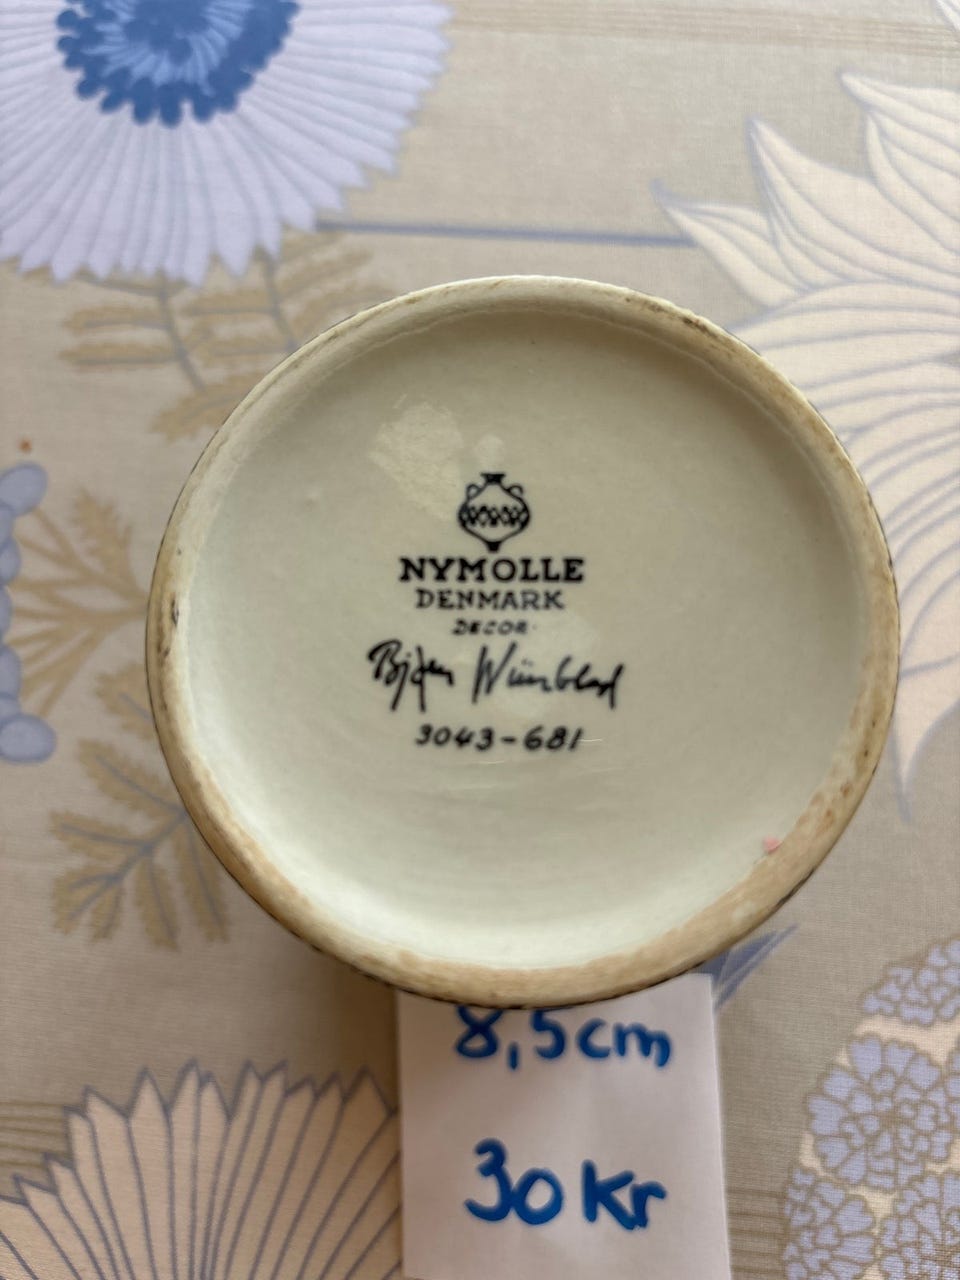 NYMOLLE
DENMARK
DECOR
Bjørn Wiinblad
3043-681
8,5cm
30 Kr